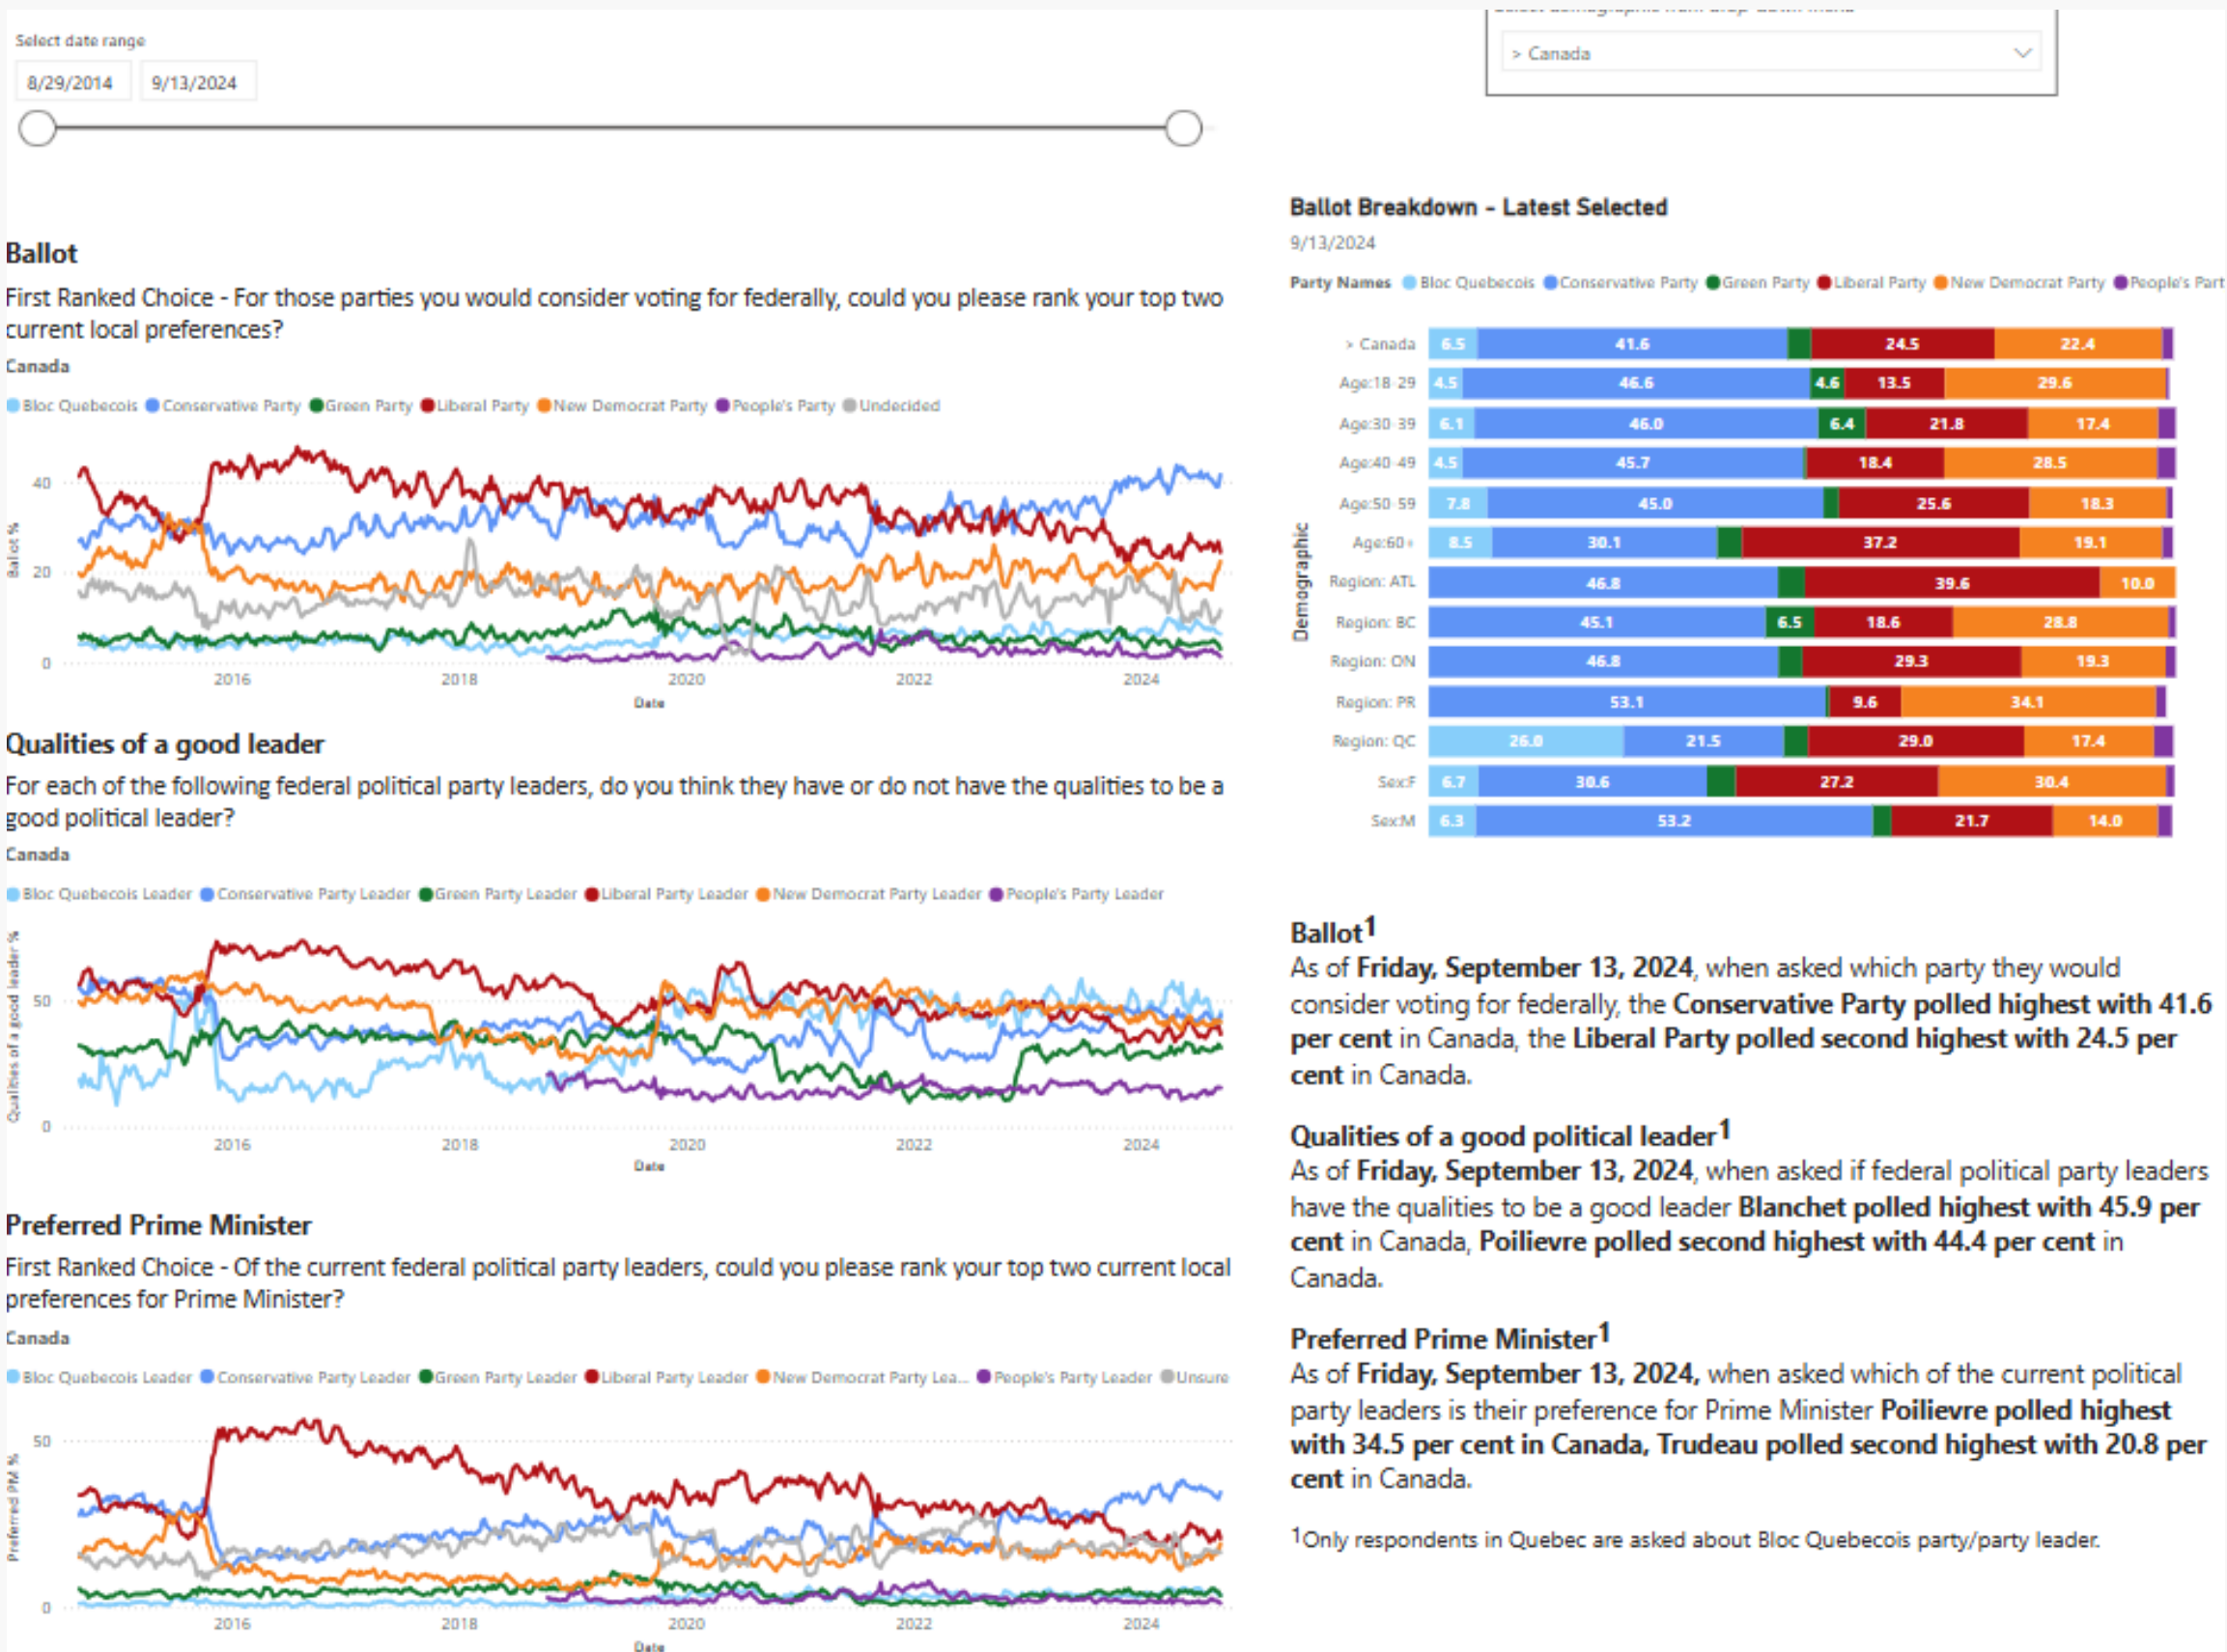 Select date range
8/29/2014 9/13/2024
> Canada
Ballot
First Ranked Choice - For those parties you would consider voting for federally, could you please rank your top two
current local preferences?
Canada
Bloc Quebecois Conservative Party Green Party Liberal Party New Democrat Party People's Party Undecided
Ballot %
40
20
0
2016 2018 2020 2022 2024
Date
Qualities of a good leader
For each of the following federal political party leaders, do you think they have or do not have the qualities to be a
good political leader?
Canada
Bloc Quebecois Leader Conservative Party Leader Green Party Leader Liberal Party Leader New Democrat Party Leader People's Party Leader
Qualities of a good leader %
50
0
2016 2018 2020 2022 2024
Date
Preferred Prime Minister
First Ranked Choice - Of the current federal political party leaders, could you please rank your top two current local
preferences for Prime Minister?
Canada
Bloc Quebecois Leader Conservative Party Leader Green Party Leader Liberal Party Leader New Democrat Party Lea... People's Party Leader Unsure
Preferred PM %
50
0
2016 2018 2020 2022 2024
Date
Ballot Breakdown - Latest Selected
9/13/2024
Party Names Bloc Quebecois Conservative Party Green Party Liberal Party New Democrat Party People's Part
Demographic
> Canada 6.5 41.6 24.5 22.4
Age:18-29 4.5 46.6 4.6 13.5 29.6
Age:30-39 6.1 46.0 6.4 21.8 17.4
Age:40-49 4.5 45.7 18.4 28.5
Age:50-59 7.8 45.0 25.6 18.3
Age:60+ 8.5 30.1 37.2 19.1
Region: ATL 46.8 39.6 10.0
Region: BC 45.1 6.5 18.6 28.8
Region: ON 46.8 29.3 19.3
Region: PR 53.1 9.6 34.1
Region: QC 26.0 21.5 29.0 17.4
Sex:F 6.7 30.6 27.2 30.4
Sex:M 6.3 53.2 21.7 14.0
Ballot1
As of Friday, September 13, 2024, when asked which party they would
consider voting for federally, the Conservative Party polled highest with 41.6
per cent in Canada, the Liberal Party polled second highest with 24.5 per
cent in Canada.
Qualities of a good political leader1
As of Friday, September 13, 2024, when asked if federal political party leaders
have the qualities to be a good leader Blanchet polled highest with 45.9 per
cent in Canada, Poilievre polled second highest with 44.4 per cent in
Canada.
Preferred Prime Minister1
As of Friday, September 13, 2024, when asked which of the current political
party leaders is their preference for Prime Minister Poilievre polled highest
with 34.5 per cent in Canada, Trudeau polled second highest with 20.8 per
cent in Canada.
1Only respondents in Quebec are asked about Bloc Quebecois party/party leader.